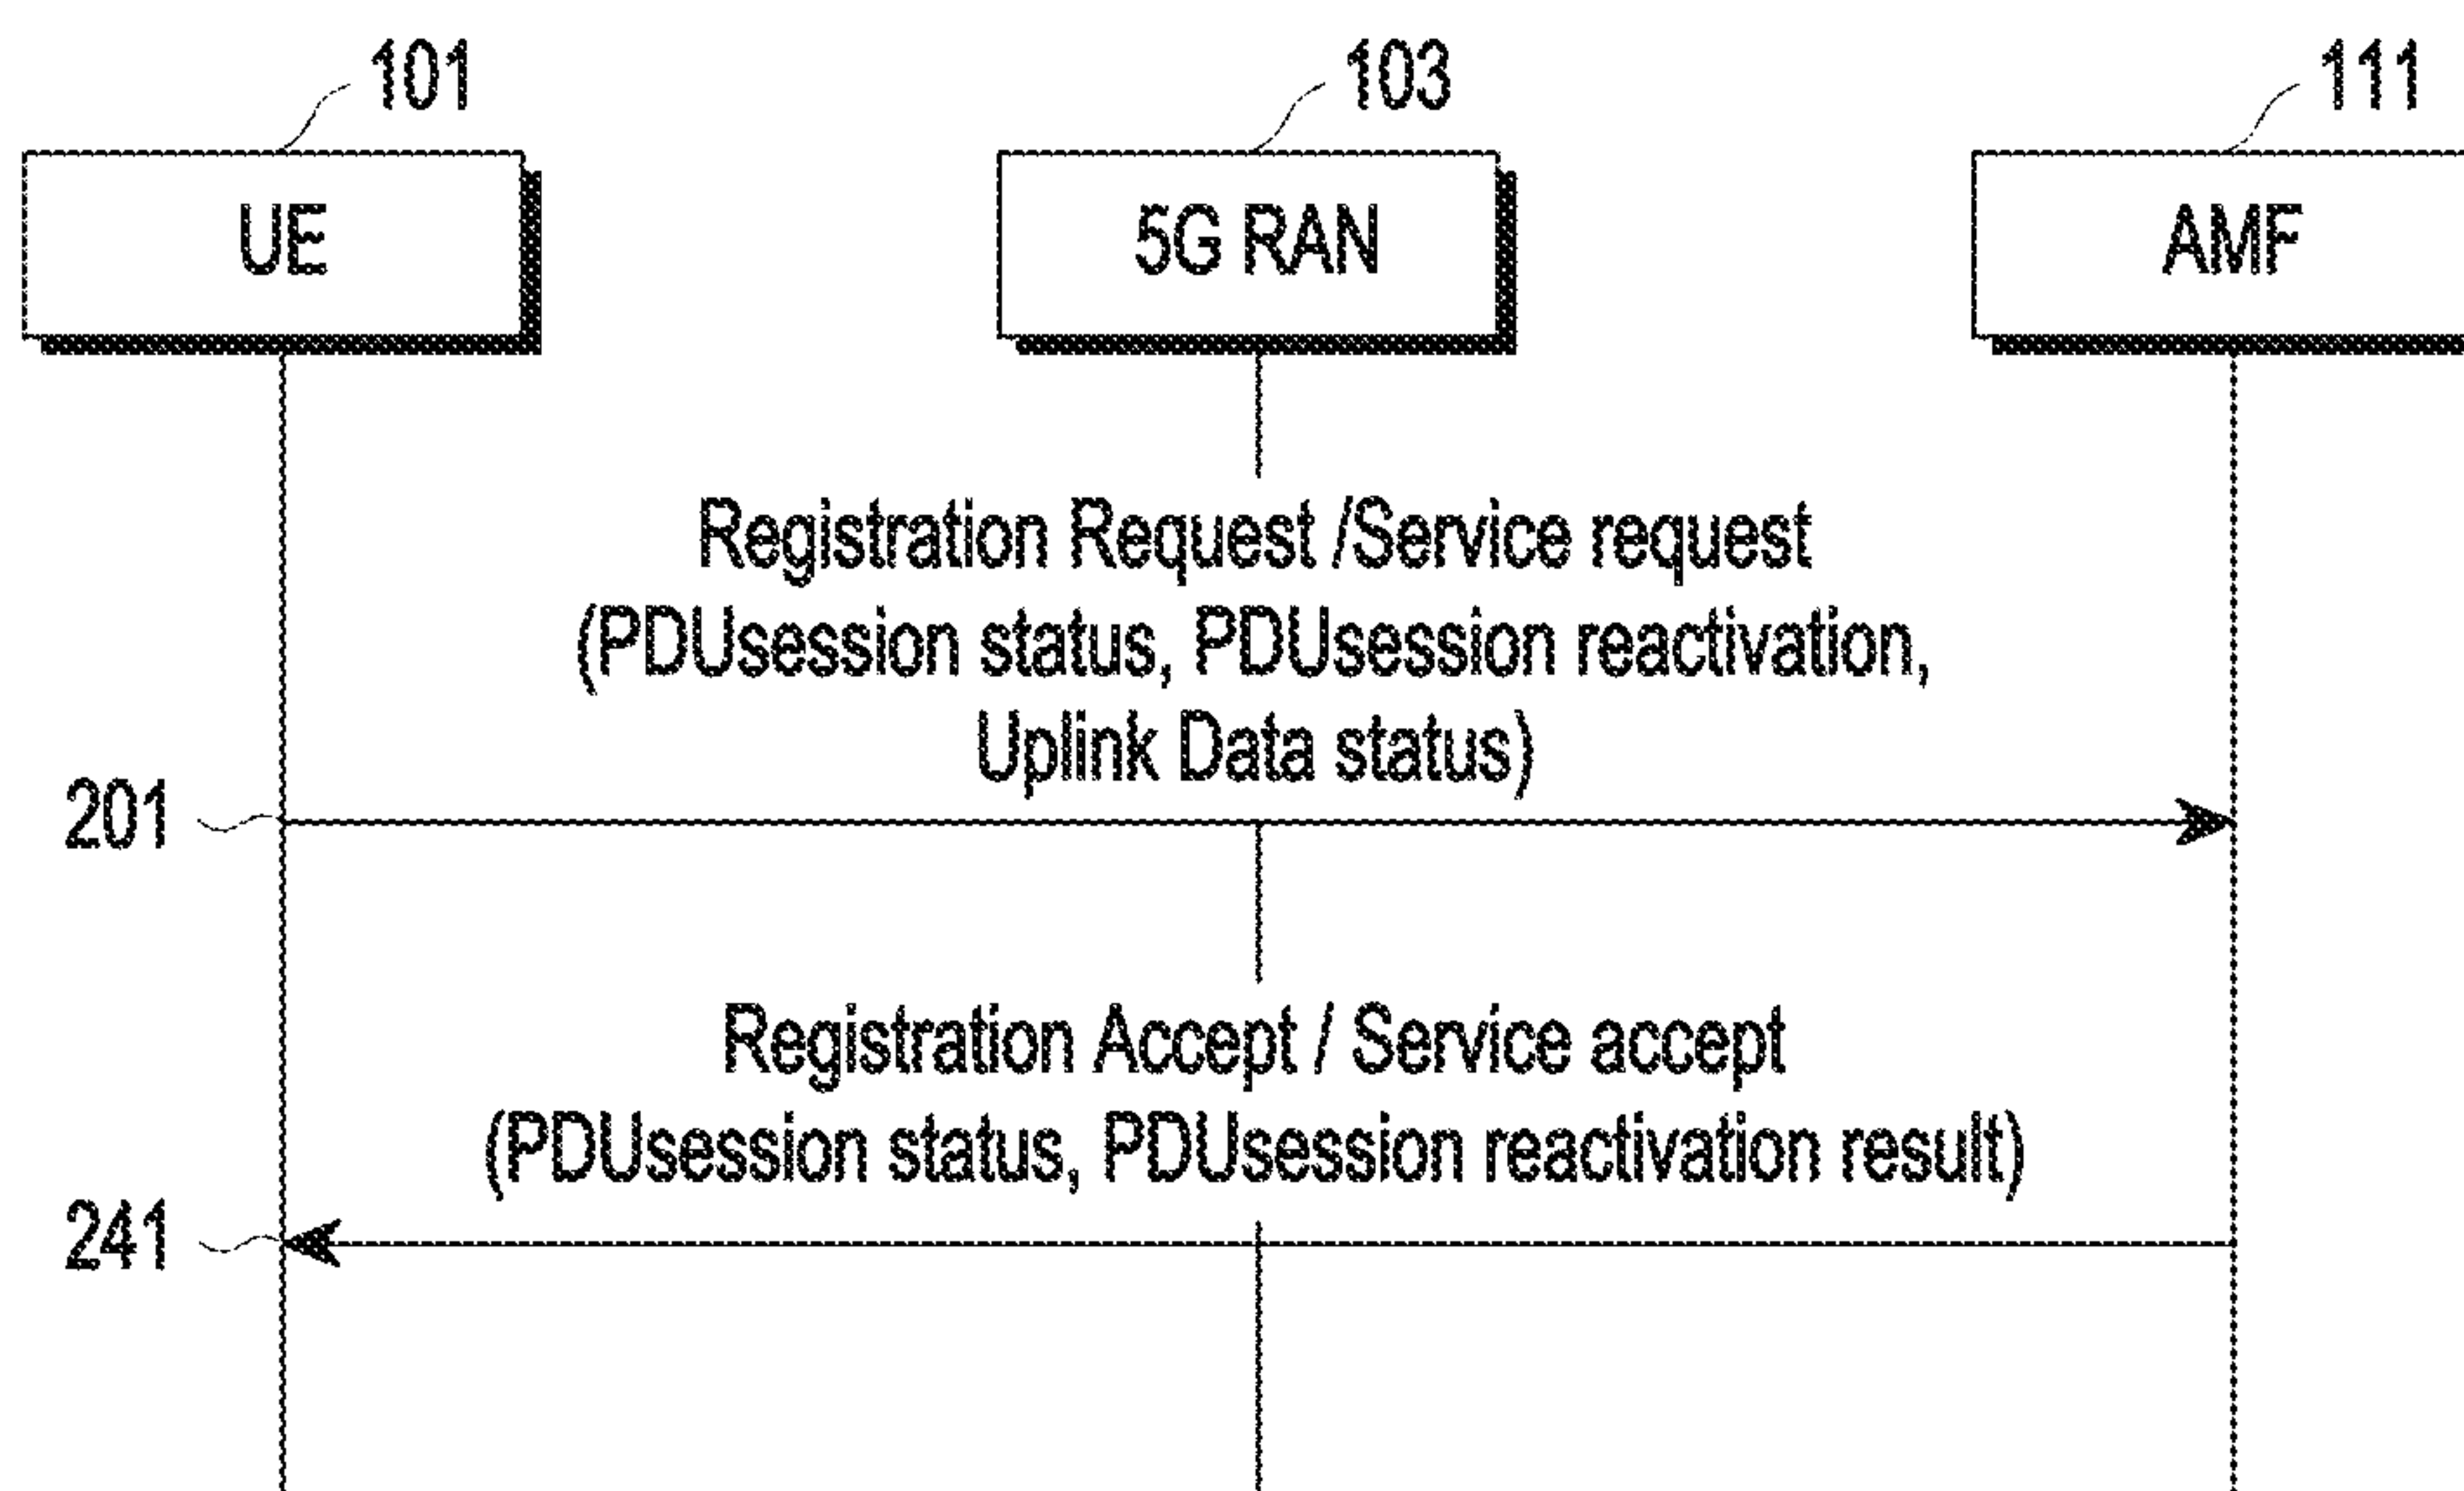 101
103
111
UE
5G RAN
AMF
Registration Request /Service request
(PDUsession status, PDUsession reactivation,
Uplink Data status)
201
Registration Accept / Service accept
(PDUsession status, PDUsession reactivation result)
241